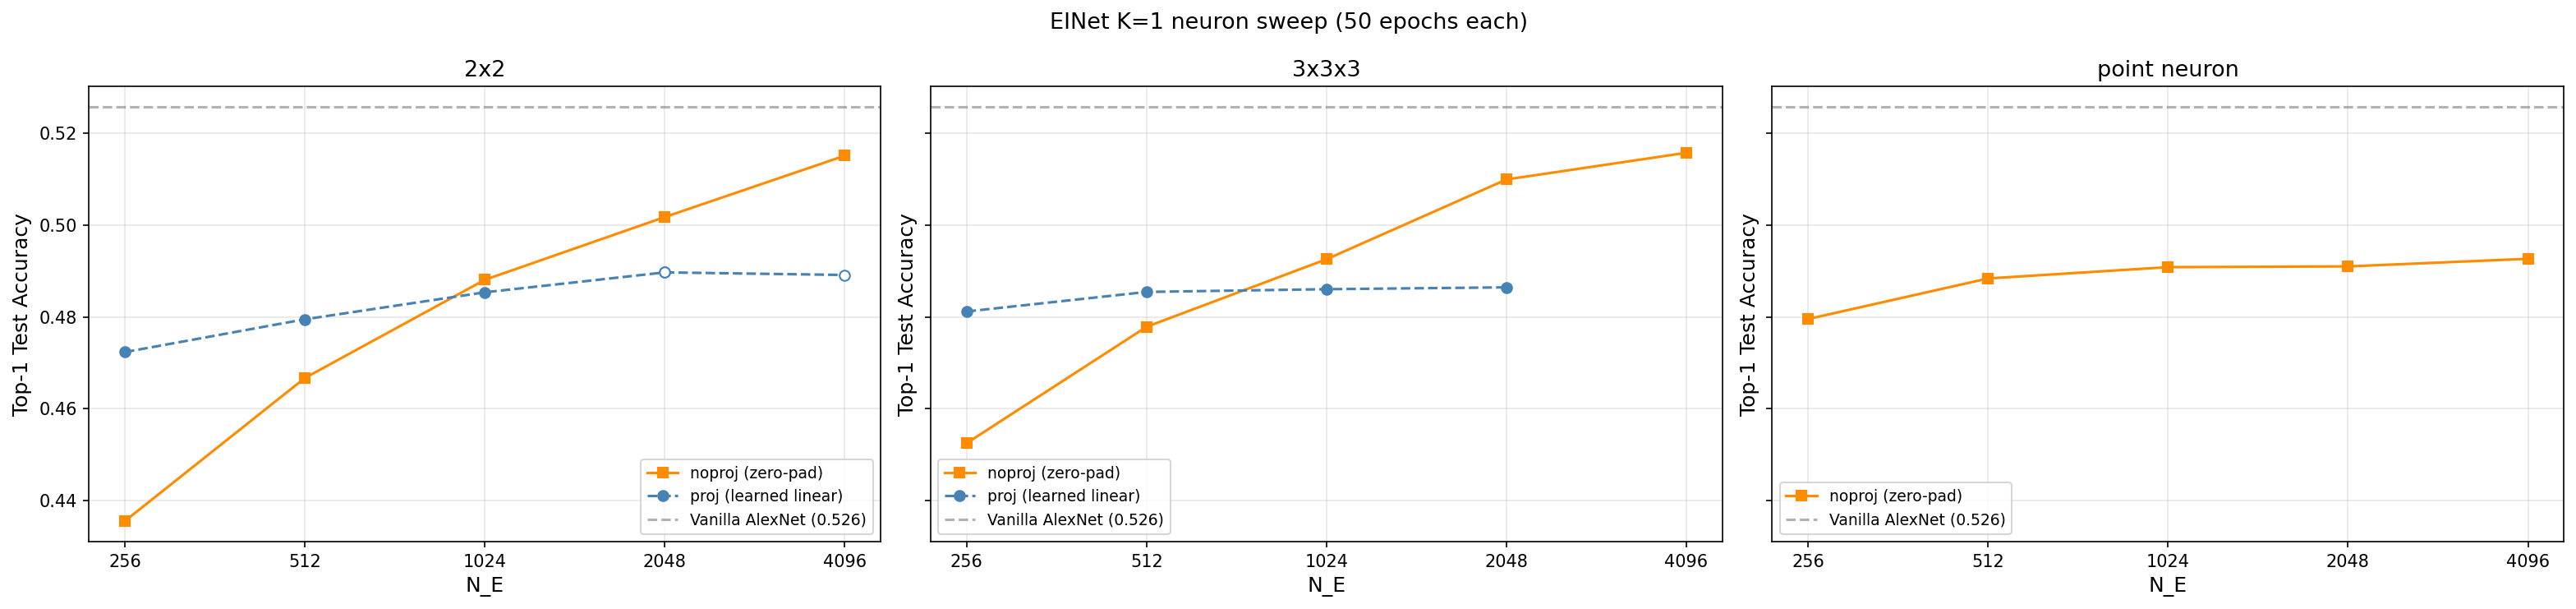 EINet K=1 neuron sweep (50 epochs each)
2x2
Top-1 Test Accuracy
0.52
0.50
0.48
0.46
0.44
256 512 1024 2048 4096
N_E
noproj (zero-pad)
proj (learned linear)
Vanilla AlexNet (0.526)
3x3x3
Top-1 Test Accuracy
256 512 1024 2048 4096
N_E
noproj (zero-pad)
proj (learned linear)
Vanilla AlexNet (0.526)
point neuron
Top-1 Test Accuracy
256 512 1024 2048 4096
N_E
noproj (zero-pad)
Vanilla AlexNet (0.526)